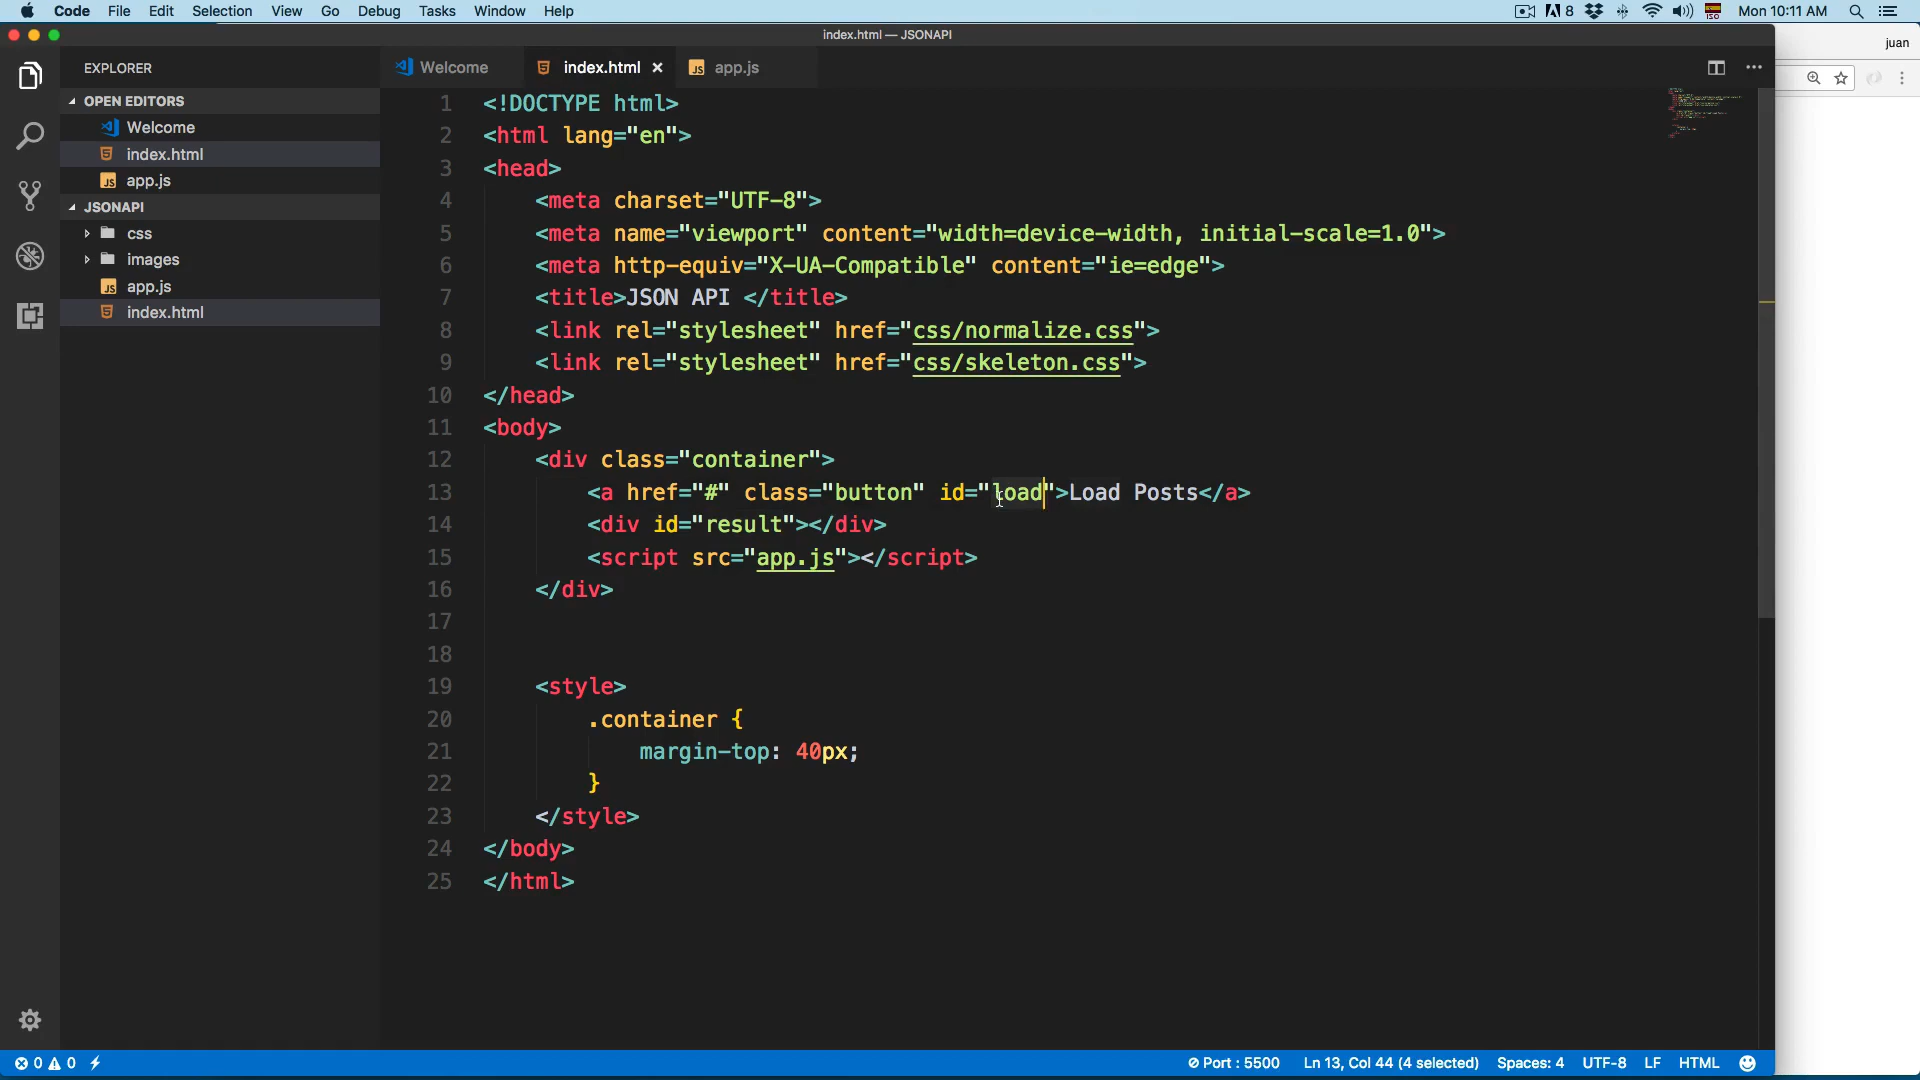 Code File Edit Selection View Go Debug Tasks Window Help 8 ISO Mon 10:11 AM
index.html — JSONAPI
juan
EXPLORER
Welcome index.html app.js
OPEN EDITORS
Welcome
index.html
app.js
JSONAPI
css
images
app.js
index.html
1 <!DOCTYPE html>
2 <html lang="en">
3 <head>
4 <meta charset="UTF-8">
5 <meta name="viewport" content="width=device-width, initial-scale=1.0">
6 <meta http-equiv="X-UA-Compatible" content="ie=edge">
7 <title>JSON API </title>
8 <link rel="stylesheet" href="css/normalize.css">
9 <link rel="stylesheet" href="css/skeleton.css">
10 </head>
11 <body>
12 <div class="container">
13 <a href="#" class="button" id="load">Load Posts</a>
14 <div id="result"></div>
15 <script src="app.js"></script>
16 </div>
17
18
19 <style>
20 .container {
21 margin-top: 40px;
22 }
23 </style>
24 </body>
25 </html>
0 0 Port : 5500 Ln 13, Col 44 (4 selected) Spaces: 4 UTF-8 LF HTML